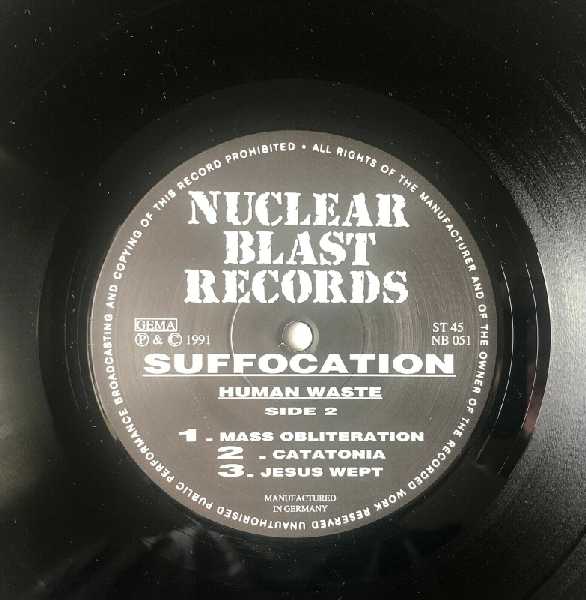 ALL RIGHTS OF THE MANUFACTURER AND OF THE OWNER OF THE RECORDED WORK RESERVED UNAUTHORISED PUBLIC PERFORMANCE BROADCASTING AND COPYING OF THIS RECORD PROHIBITED •
NUCLEAR
BLAST
RECORDS
GEMA
Ⓟ & © 1991
ST 45
NB 051
SUFFOCATION
HUMAN WASTE
SIDE 2
1. MASS OBLITERATION
2. CATATONIA
3. JESUS WEPT
MANUFACTURED
IN GERMANY